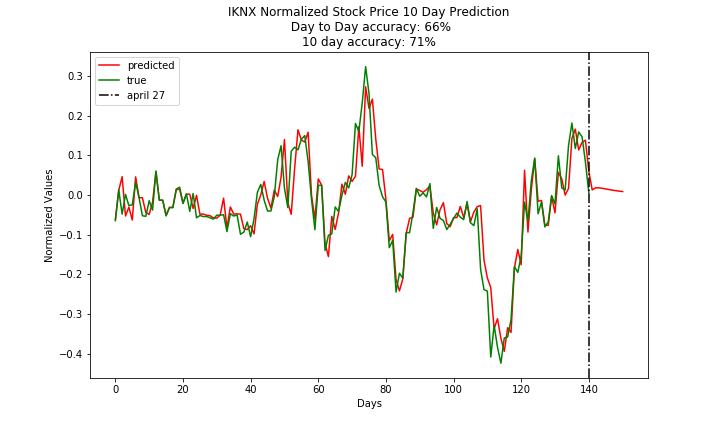 IKNX Normalized Stock Price 10 Day Prediction
Day to Day accuracy: 66%
10 day accuracy: 71%
predicted
true
april 27
Normalized Values
0.3
0.2
0.1
0.0
−0.1
−0.2
−0.3
−0.4
0 20 40 60 80 100 120 140
Days